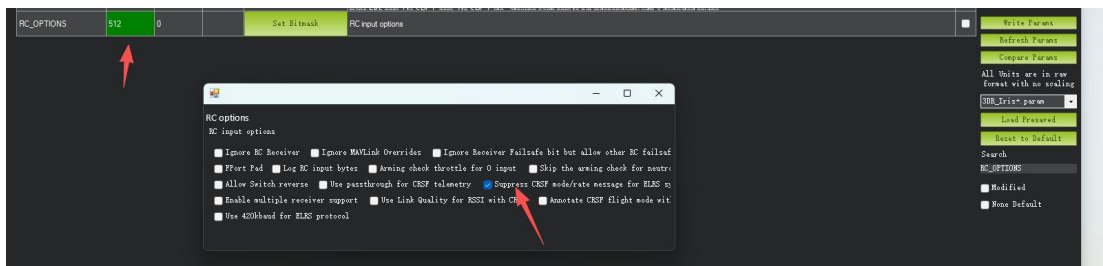 RC_OPTIONS 512 0 Set Bitmask RC input options
Write Params
Refresh Params
Compare Params
All Units are in raw
format with no scaling
3DR_Iris+.param
Load Presaved
Reset to Default
Search
RC_OPTIONS
Modified
None Default
RC options
RC input options
Ignore RC Receiver Ignore MAVLink Overrides Ignore Receiver Failsafe bit but allow other RC failsaf
FPort Pad Log RC input bytes Arming check throttle for 0 input Skip the arming check for neutr
Allow Switch reverse Use passthrough for CRSF telemetry Suppress CRSF mode/rate message for ELRS sy
Enable multiple receiver support Use Link Quality for RSSI with CR Annotate CRSF flight mode wit
Use 420kbaud for ELRS protocol